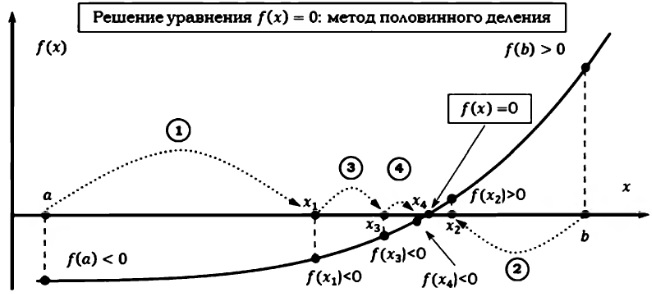 Решение уравнения f(x) = 0: метод половинного деления
f(x)
f(b) > 0
f(x) = 0
1
3
4
a
x₁
x₄
f(x₂)>0
x
x₃
x₂
b
f(a) < 0
f(x₁)<0
f(x₃)<0
f(x₄)<0
2